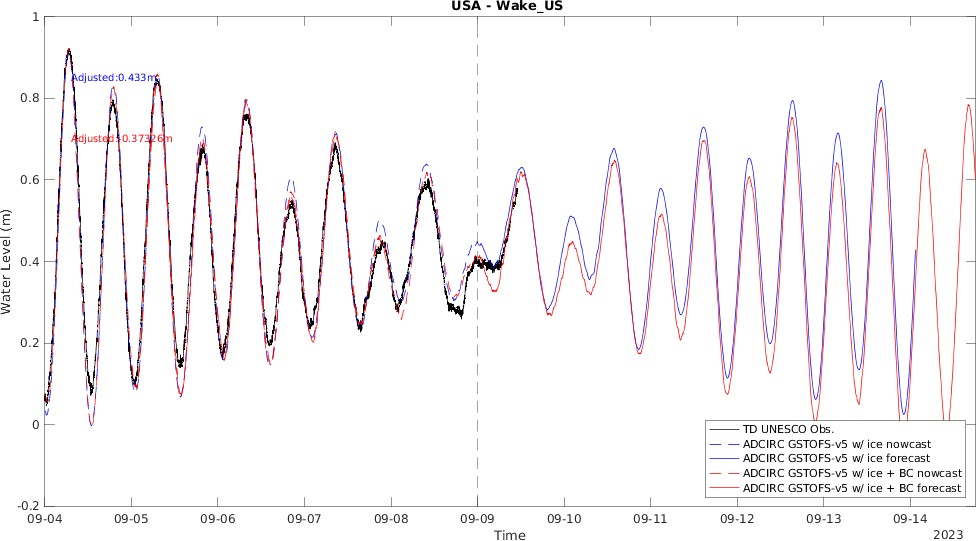 USA - Wake_US
1
0.8
0.6
0.4
0.2
0
-0.2
Water Level (m)
Adjusted:0.433m
Adjusted:-0.37326m
TD UNESCO Obs.
ADCIRC GSTOFS-v5 w/ ice nowcast
ADCIRC GSTOFS-v5 w/ ice forecast
ADCIRC GSTOFS-v5 w/ ice + BC nowcast
ADCIRC GSTOFS-v5 w/ ice + BC forecast
09-04 09-05 09-06 09-07 09-08 09-09 09-10 09-11 09-12 09-13 09-14
Time
2023